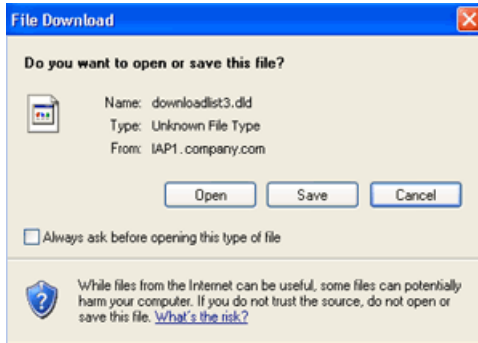 File Download
Do you want to open or save this file?
Name: downloadlist3.dld
Type: Unknown File Type
From: IAP1.company.com
Open Save Cancel
Always ask before opening this type of file
While files from the Internet can be useful, some files can potentially
harm your computer. If you do not trust the source, do not open or
save this file. What's the risk?